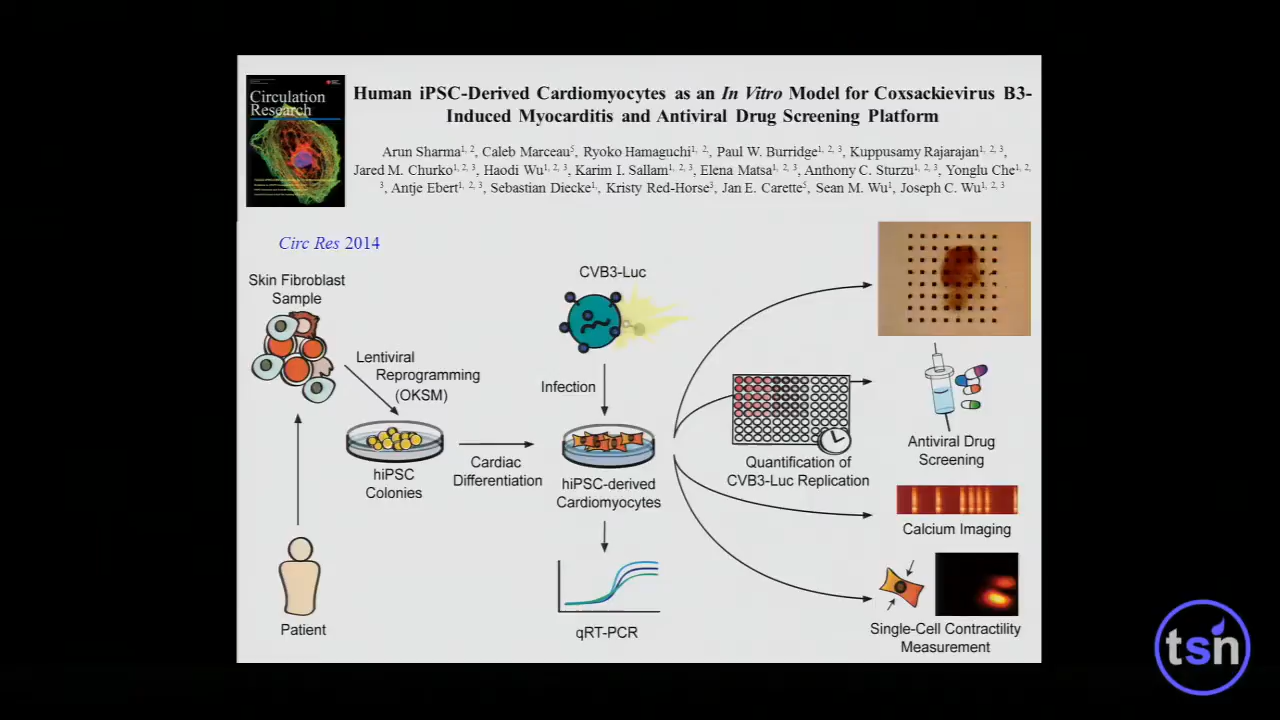 Circulation
Research
Human iPSC-Derived Cardiomyocytes as an In Vitro Model for Coxsackievirus B3-
Induced Myocarditis and Antiviral Drug Screening Platform
Arun Sharma1, 2, Caleb Marceau5, Ryoko Hamaguchi1, 2, Paul W. Burridge1, 2, 3, Kuppusamy Rajarajan1, 2, 3,
Jared M. Churko1, 2, 3, Haodi Wu1, 2, 3, Karim I. Sallam1, 2, 3, Elena Matsa1, 2, 3, Anthony C. Sturzu1, 2, 3, Yonglu Che1, 2,
3, Antje Ebert1, 2, 3, Sebastian Diecke1, Kristy Red-Horse3, Jan E. Carette5, Sean M. Wu1, Joseph C. Wu1, 2, 3
Circ Res 2014
Skin Fibroblast
Sample
Lentiviral
Reprogramming
(OKSM)
hiPSC
Colonies
Patient
Cardiac
Differentiation
CVB3-Luc
Infection
hiPSC-derived
Cardiomyocytes
qRT-PCR
Quantification of
CVB3-Luc Replication
Antiviral Drug
Screening
Calcium Imaging
Single-Cell Contractility
Measurement
tsn